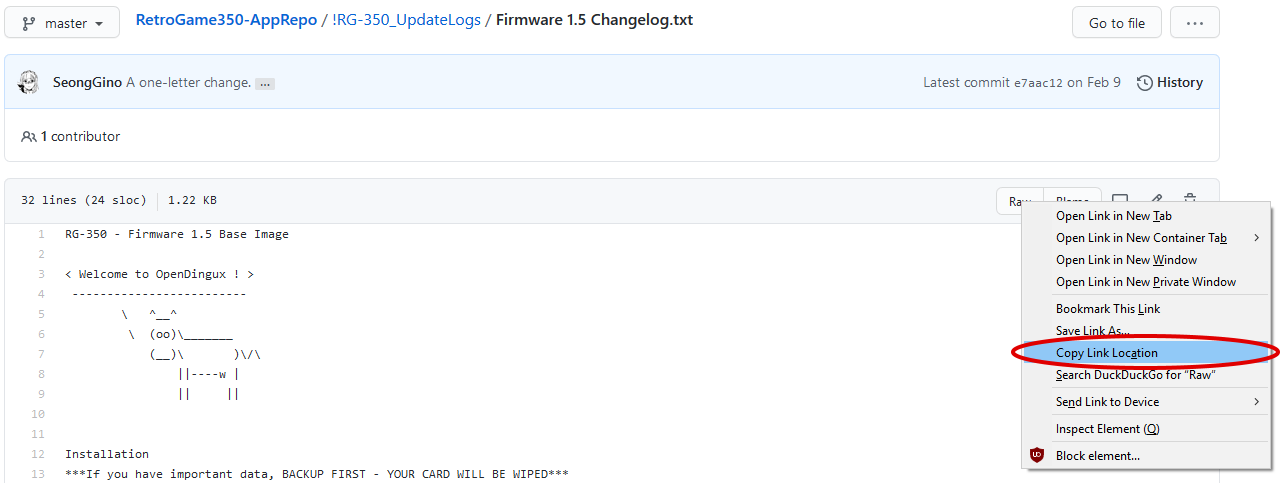 master RetroGame350-AppRepo / !RG-350_UpdateLogs / Firmware 1.5 Changelog.txt Go to file ...
SeongGino A one-letter change. ... Latest commit e7aac12 on Feb 9 History
1 contributor
32 lines (24 sloc) 1.22 KB
1 RG-350 - Firmware 1.5 Base Image
2
3 < Welcome to OpenDingux ! >
4 -------------------------
5         \   ^__^
6         \  (oo)\_______
7            (__)\       )\/\
8                ||----w |
9                ||     ||
10
11
12 Installation
13 ***If you have important data, BACKUP FIRST - YOUR CARD WILL BE WIPED***
Open Link in New Tab
Open Link in New Container Tab
Open Link in New Window
Open Link in New Private Window
Bookmark This Link
Save Link As...
Copy Link Location
Search DuckDuckGo for “Raw”
Send Link to Device
Inspect Element (Q)
Block element...